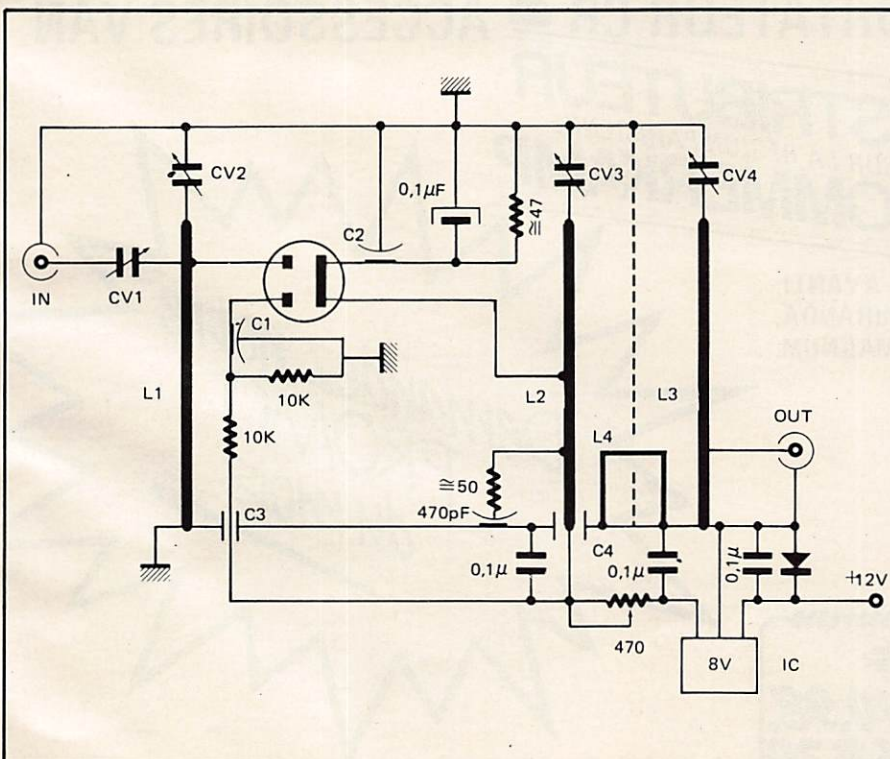 IN
CV1
CV2
C2
0,1µF
≅47
CV3
CV4
C1
10K
10K
L1
L2
L3
L4
OUT
≅50
470pF
C3
C4
0,1µ
0,1µ
0,1µ
+12V
470
8V
IC